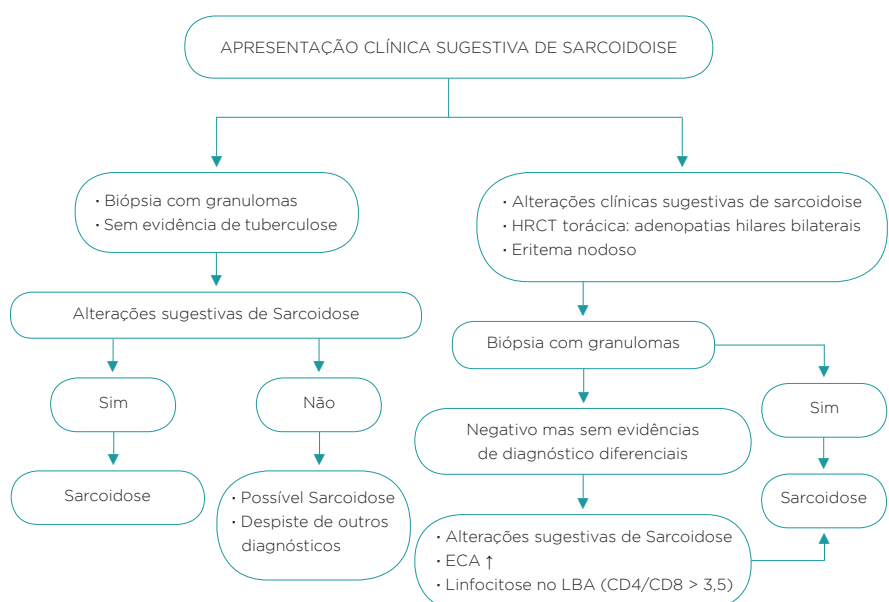 APRESENTAÇÃO CLÍNICA SUGESTIVA DE SARCOIDOISE
· Biópsia com granulomas
· Sem evidência de tuberculose
Alterações sugestivas de Sarcoidose
Sim
Não
Sarcoidose
· Possível Sarcoidose
· Despiste de outros
diagnósticos
· Alterações clínicas sugestivas de sarcoidoise
· HRCT torácica: adenopatias hilares bilaterais
· Eritema nodoso
Biópsia com granulomas
Sim
Negativo mas sem evidências
de diagnóstico diferenciais
Sarcoidose
· Alterações sugestivas de Sarcoidose
· ECA ↑
· Linfocitose no LBA (CD4/CD8 > 3,5)